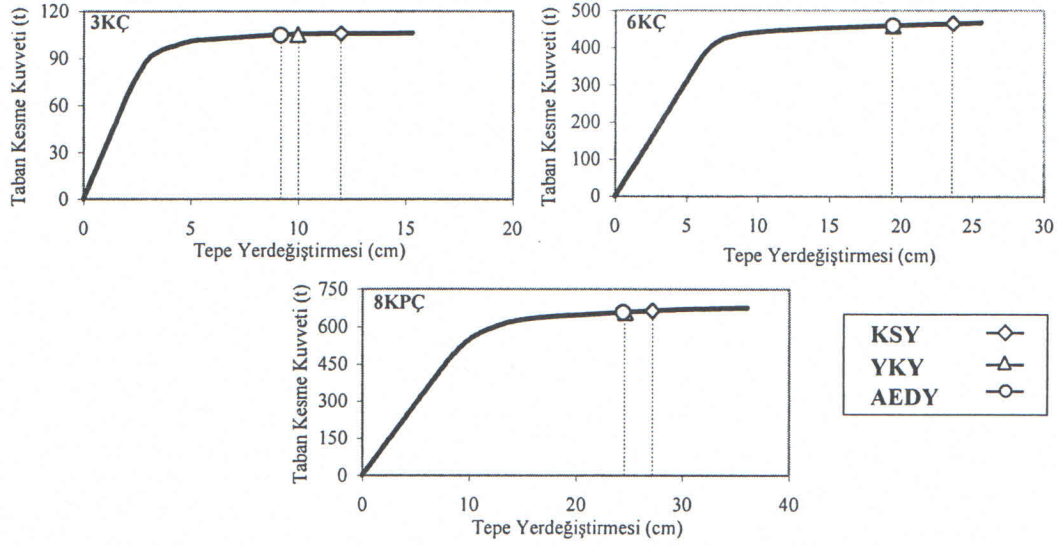 3KÇ
Taban Kesme Kuvveti (t)
120
90
60
30
0
0 5 10 15 20
Tepe Yerdeğiştirmesi (cm)
6KÇ
Taban Kesme Kuvveti (t)
500
400
300
200
100
0
0 5 10 15 20 25 30
Tepe Yerdeğiştirmesi (cm)
8KPÇ
Taban Kesme Kuvveti (t)
750
600
450
300
150
0
0 10 20 30 40
Tepe Yerdeğiştirmesi (cm)
KSY
YKY
AEDY